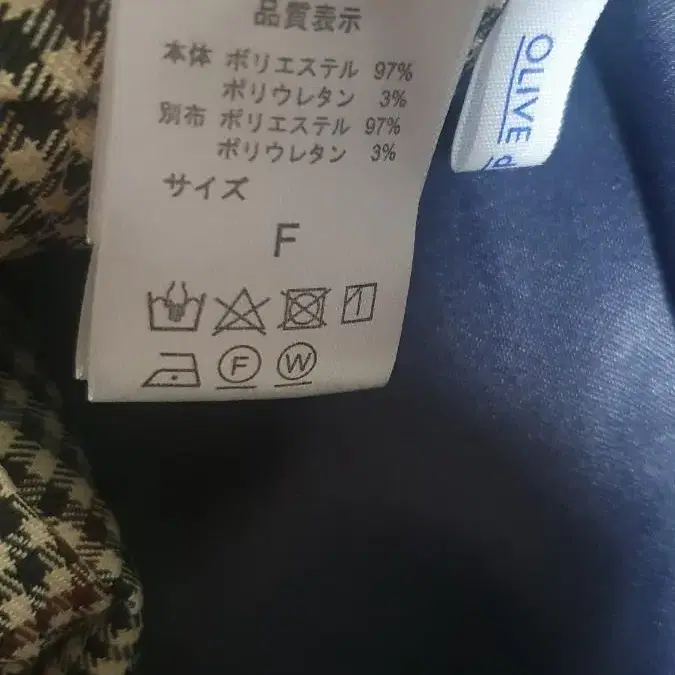 品質表示
本体 ポリエステル 97%
ポリウレタン 3%
別布 ポリエステル 97%
ポリウレタン 3%
サイズ
F
F W
OLIVE